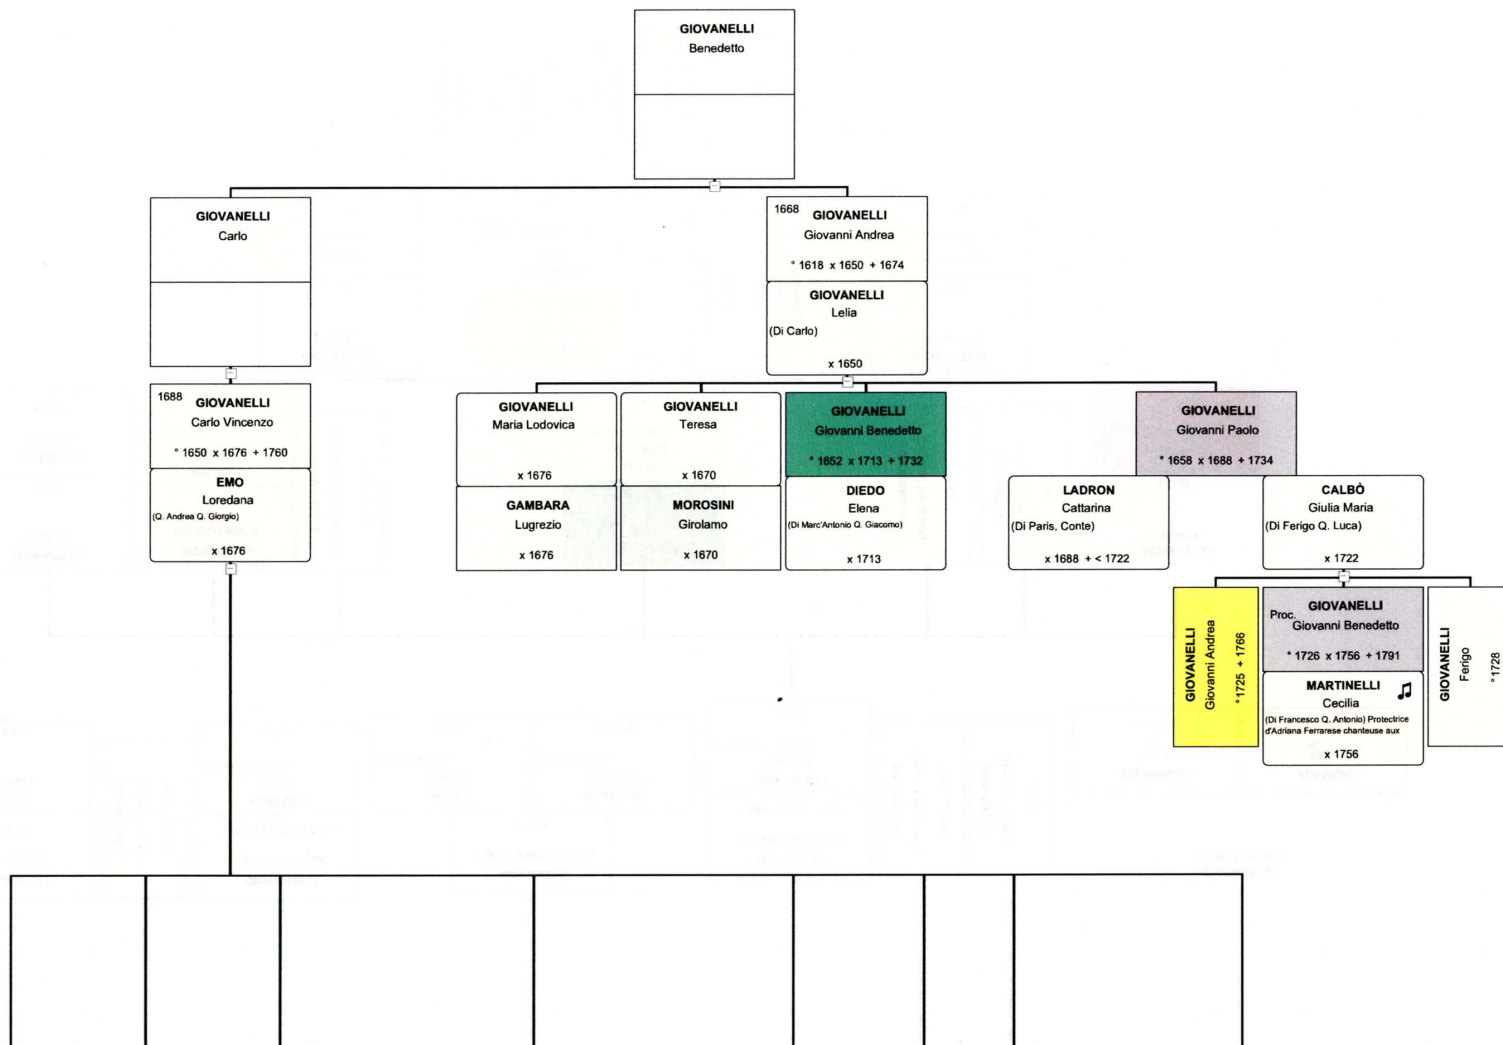 GIOVANELLI
Benedetto
GIOVANELLI
Carlo
1668 GIOVANELLI
Giovanni Andrea
° 1618 x 1650 + 1674
GIOVANELLI
Lelia
(Di Carlo)
x 1650
1688 GIOVANELLI
Carlo Vincenzo
° 1650 x 1676 + 1760
EMO
Loredana
(Q. Andrea Q. Giorgio)
x 1676
GIOVANELLI
Maria Lodovica
x 1676
GAMBARA
Lugrezio
x 1676
GIOVANELLI
Teresa
x 1670
MOROSINI
Girolamo
x 1670
GIOVANELLI
Giovanni Benedetto
° 1652 x 1713 + 1732
DIEDO
Elena
(Di Marc'Antonio Q. Giacomo)
x 1713
GIOVANELLI
Giovanni Paolo
° 1658 x 1688 + 1734
LADRON
Cattarina
(Di Paris, Conte)
x 1688 + < 1722
CALBÒ
Giulia Maria
(Di Ferigo Q. Luca)
x 1722
GIOVANELLI
Giovanni Andrea
° 1725 + 1766
Proc. GIOVANELLI
Giovanni Benedetto
° 1726 x 1756 + 1791
MARTINELLI
Cecilia
(Di Francesco Q. Antonio) Protectrice
d'Adriana Ferrarese chanteuse aux
x 1756
GIOVANELLI
Ferigo
° 1728